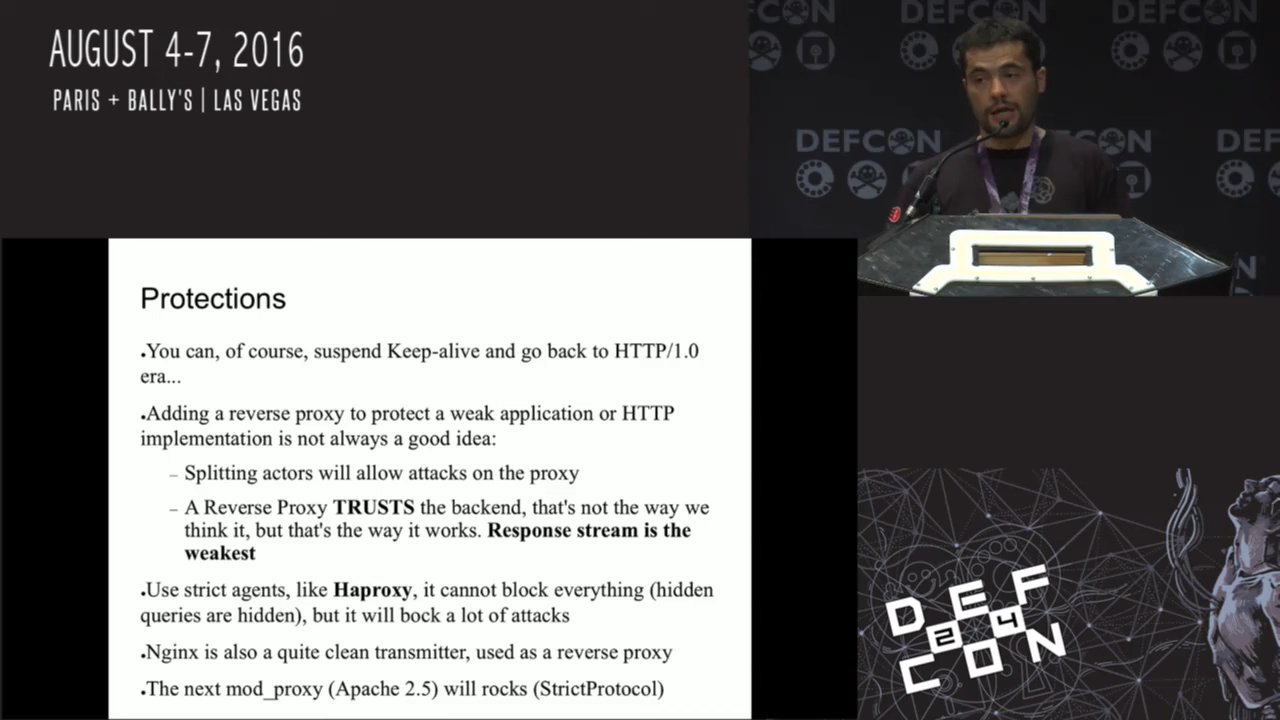 AUGUST 4-7, 2016
PARIS + BALLY'S | LAS VEGAS
DEFCON
DEFCON
DEFCON
DEFCON
Protections
.You can, of course, suspend Keep-alive and go back to HTTP/1.0
era...
.Adding a reverse proxy to protect a weak application or HTTP
implementation is not always a good idea:
– Splitting actors will allow attacks on the proxy
– A Reverse Proxy TRUSTS the backend, that's not the way we
think it, but that's the way it works. Response stream is the
weakest
.Use strict agents, like Haproxy, it cannot block everything (hidden
queries are hidden), but it will bock a lot of attacks
.Nginx is also a quite clean transmitter, used as a reverse proxy
.The next mod_proxy (Apache 2.5) will rocks (StrictProtocol)
DEF
24
CON